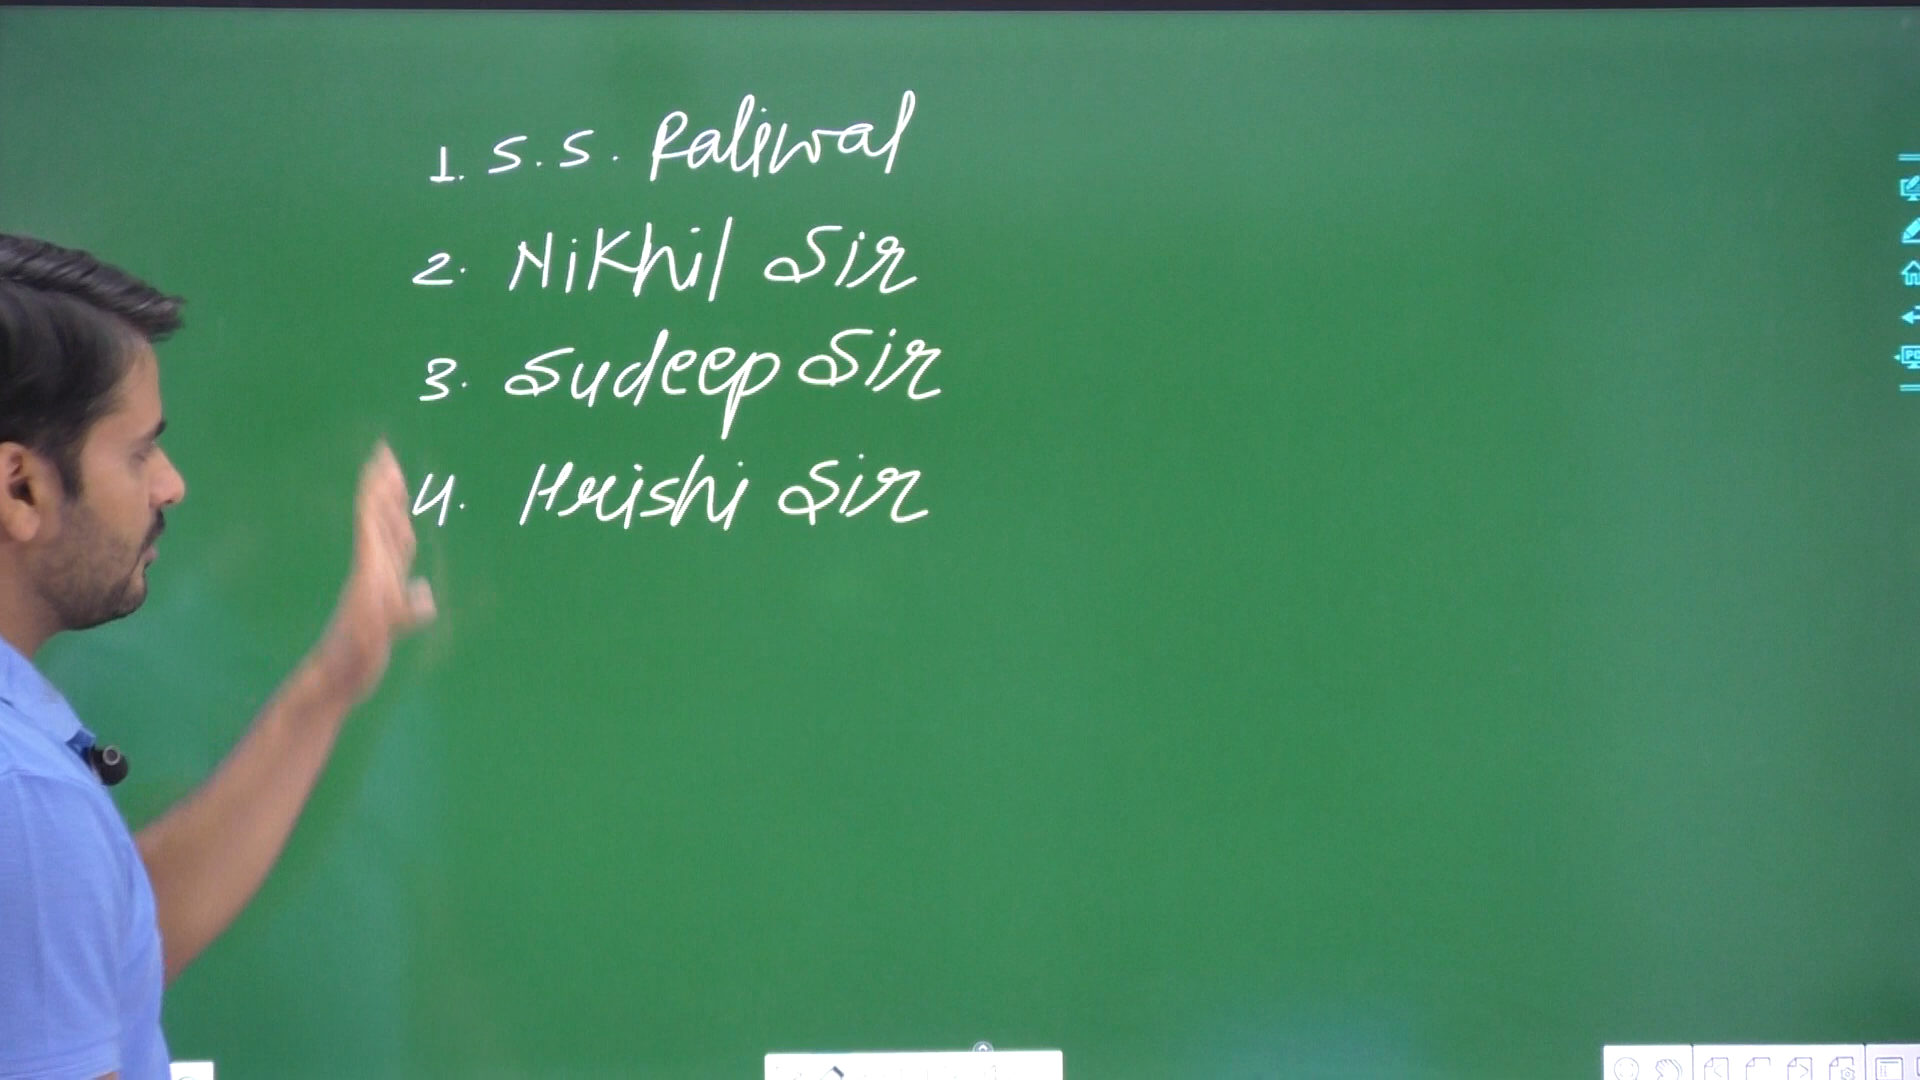 1. S. S. Paliwal
2. Nikhil Sir
3. Sudeep Sir
4. Hrishi Sir